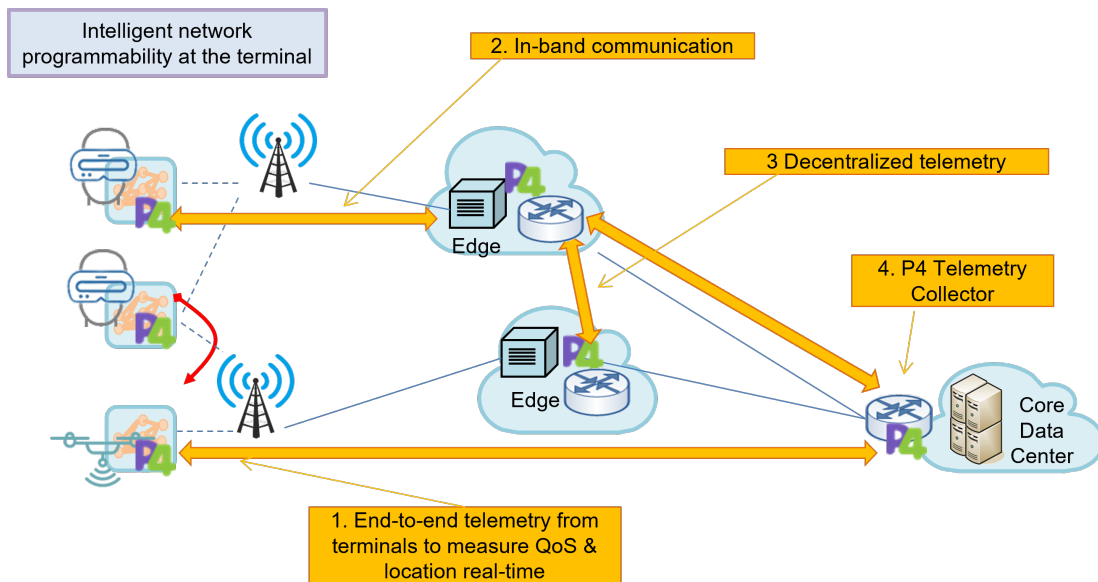 Intelligent network
programmability at the terminal
2. In-band communication
3 Decentralized telemetry
P4
P4
Edge
4. P4 Telemetry
Collector
P4
P4
Edge
Core
Data
Center
P4
P4
1. End-to-end telemetry from
terminals to measure QoS &
location real-time